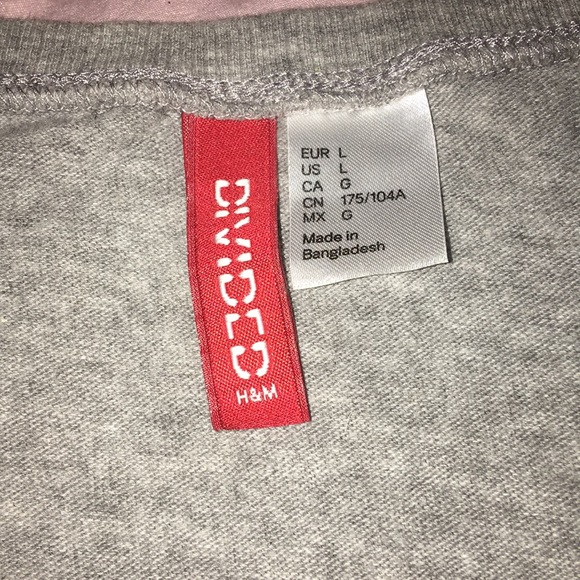 DIVIDED
H&M
EUR L
US L
CA G
CN 175/104A
MX G
Made in
Bangladesh